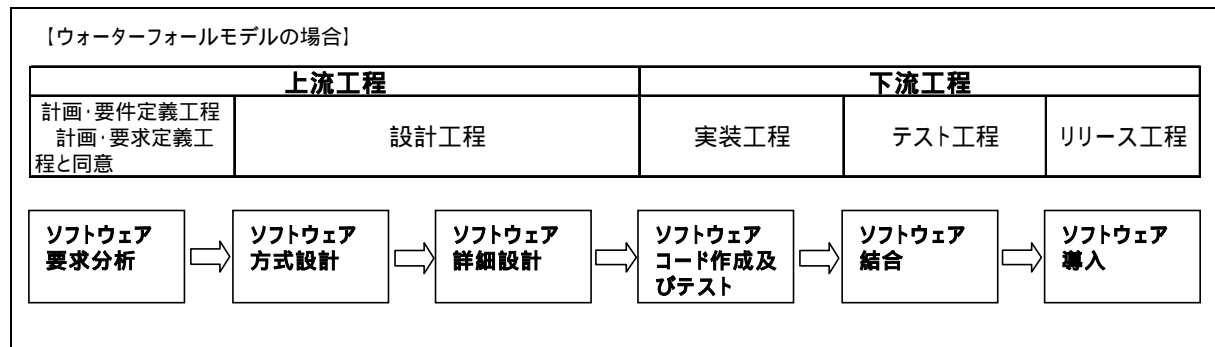 【ウォーターフォールモデルの場合】
上流工程
下流工程
計画・要件定義工程
計画・要求定義工
程と同意
設計工程
実装工程
テスト工程
リリース工程
ソフトウェア
要求分析
ソフトウェア
方式設計
ソフトウェア
詳細設計
ソフトウェア
コード作成及
びテスト
ソフトウェア
結合
ソフトウェア
導入